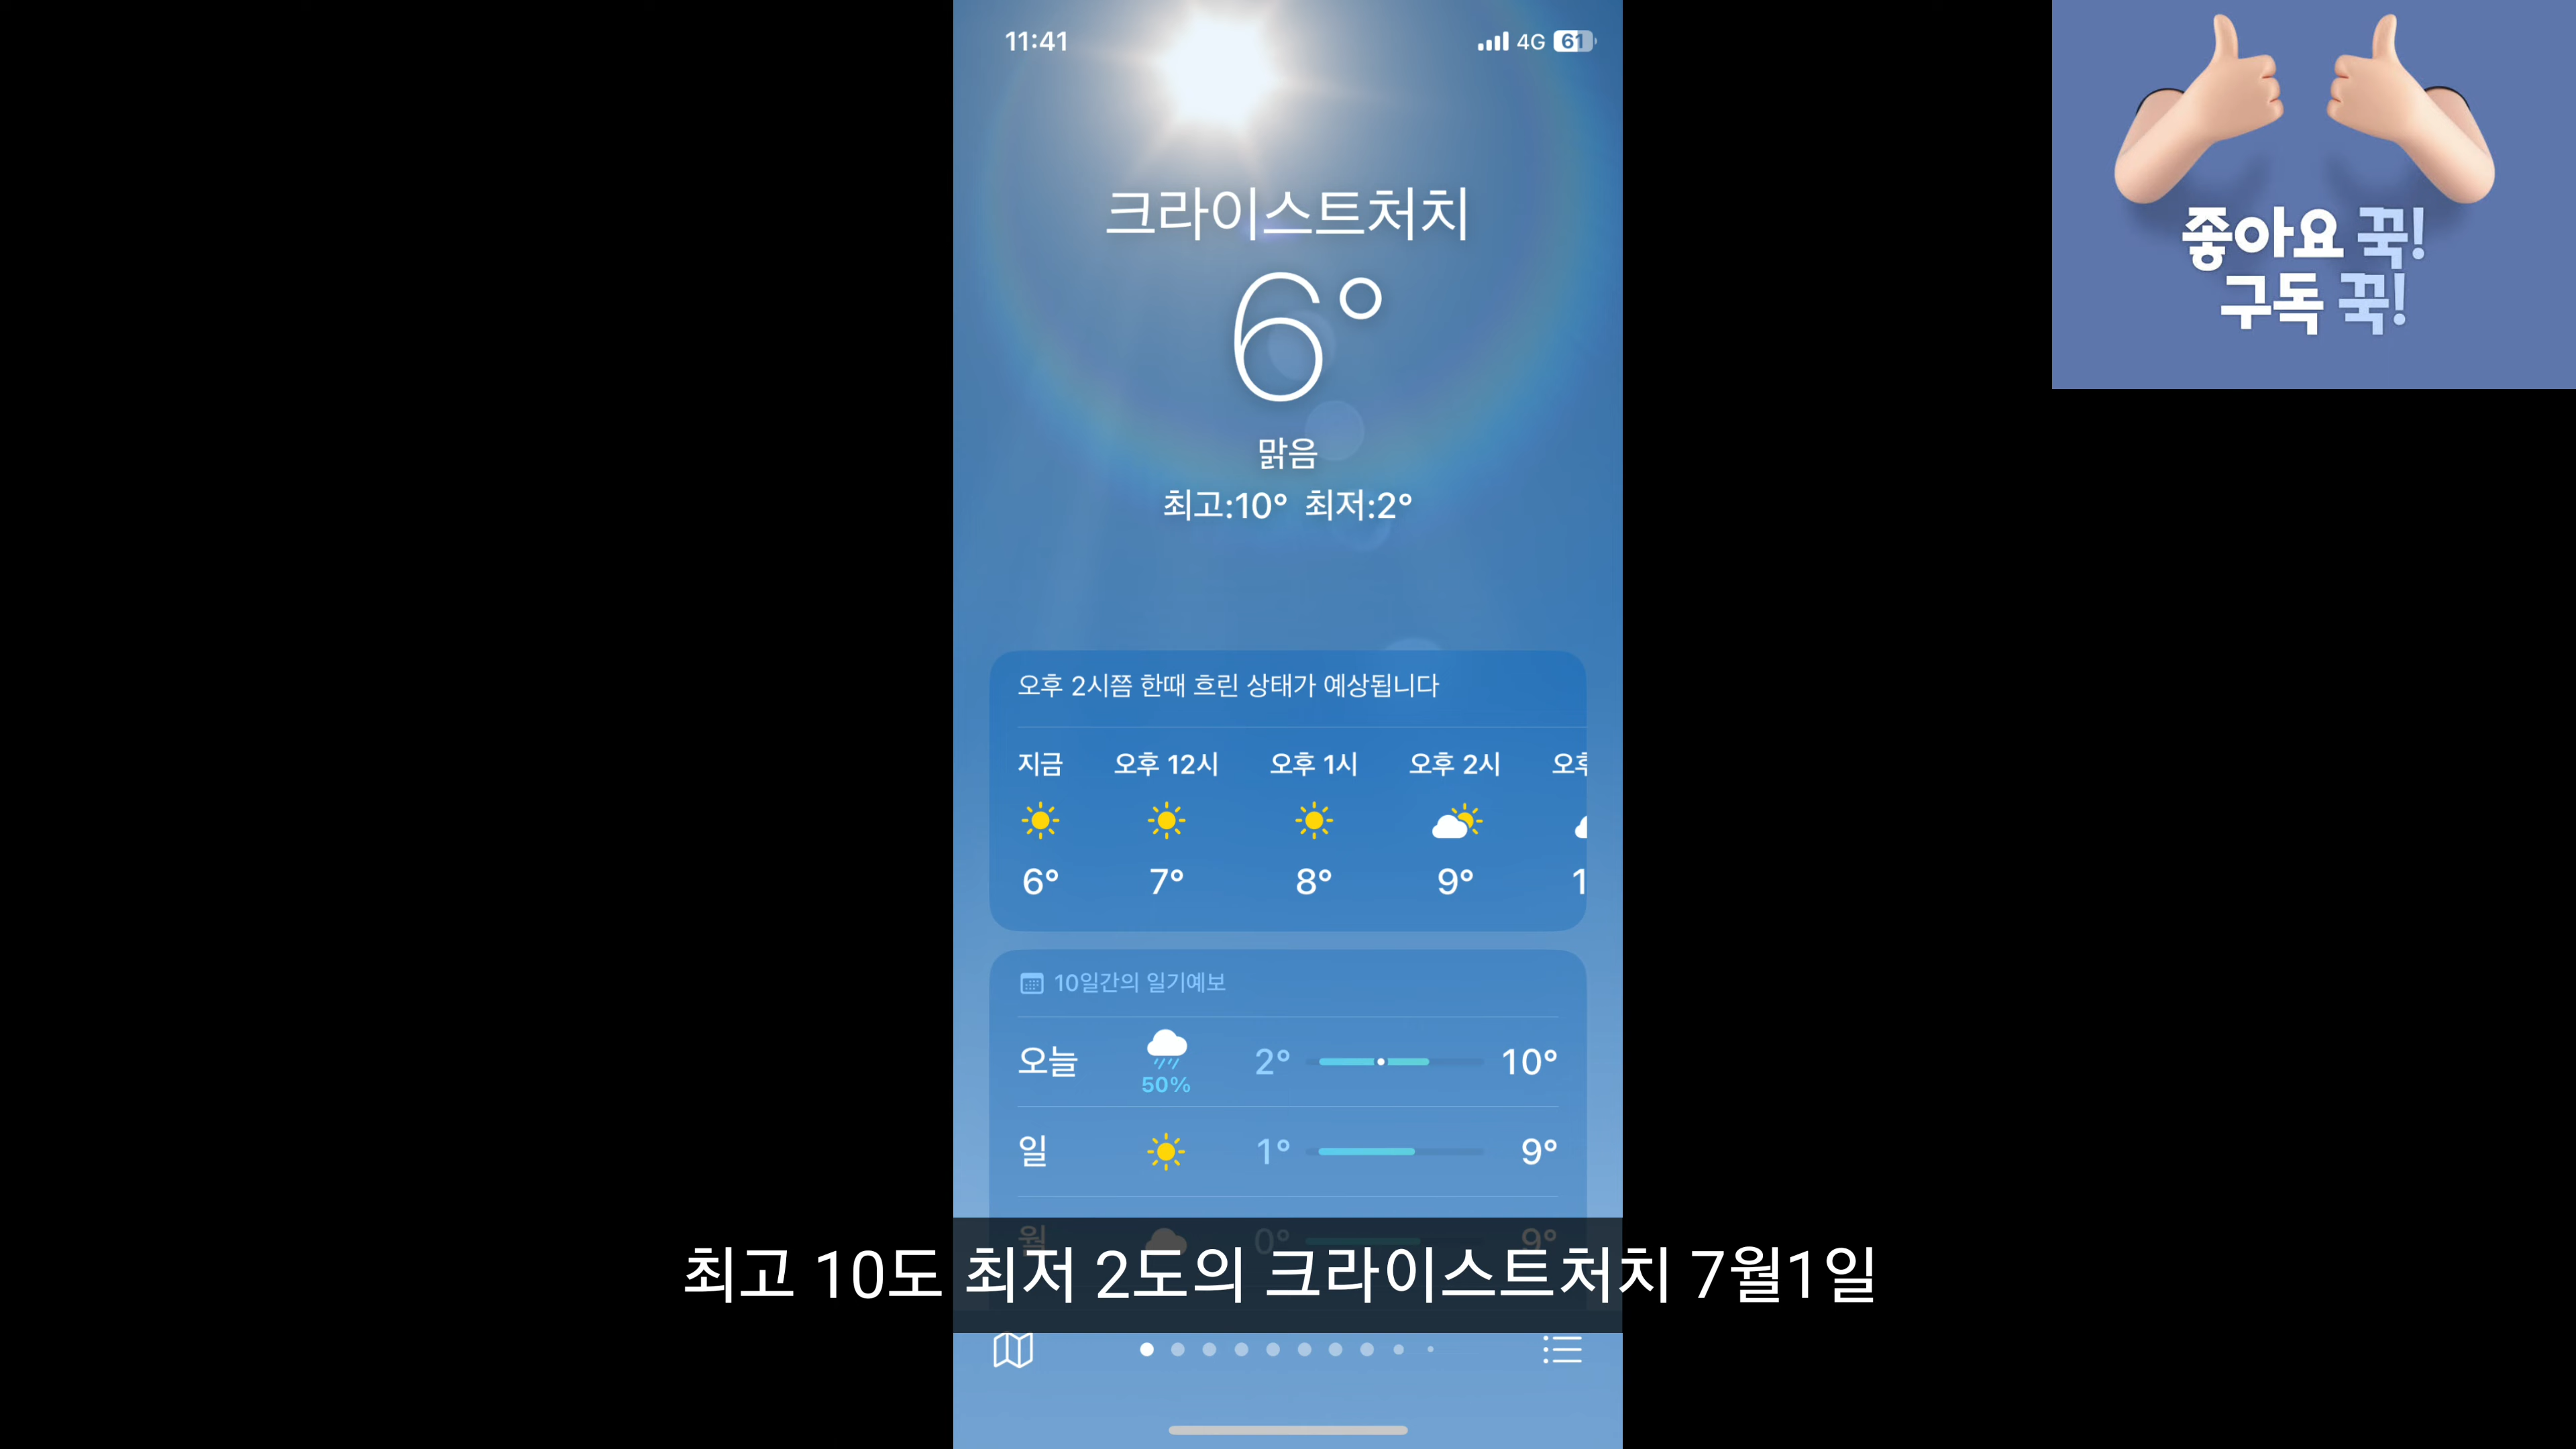 11:41
4G 61
좋아요 꾹!
구독 꾹!
크라이스트처치
6°
맑음
최고:10° 최저:2°
오후 2시쯤 한때 흐린 상태가 예상됩니다
지금 오후 12시 오후 1시 오후 2시
6° 7° 8° 9°
10일간의 일기예보
오늘 50% 2° 10°
일 1° 9°
월 0° 9°
최고 10도 최저 2도의 크라이스트처치 7월1일